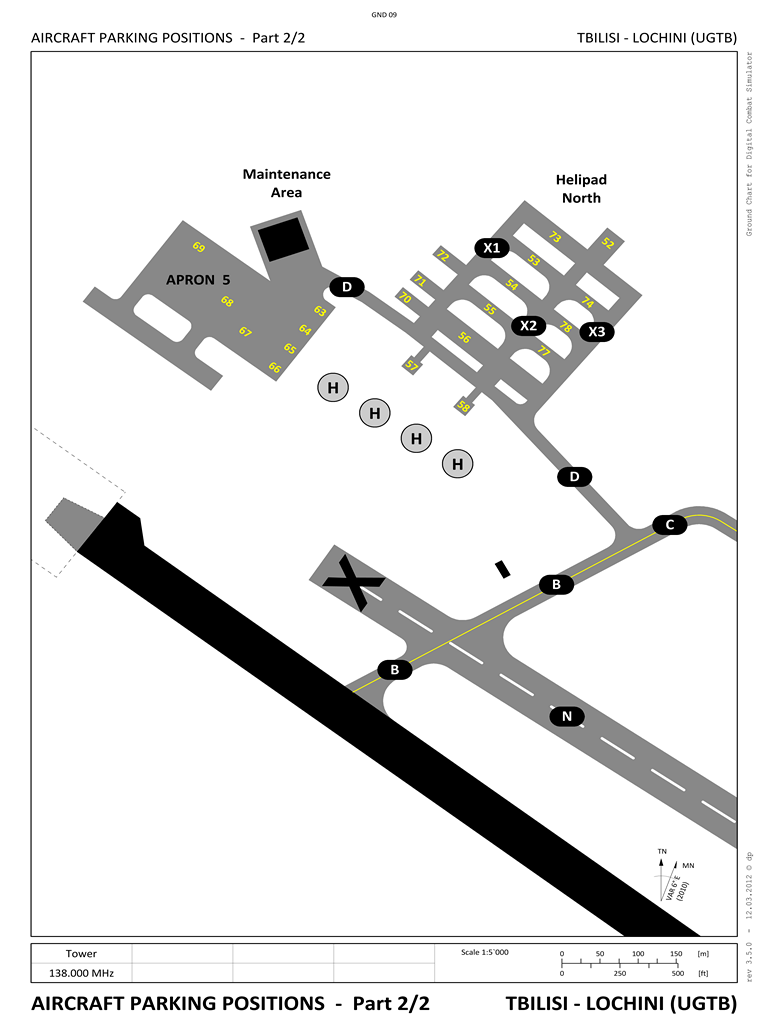 GND 09
AIRCRAFT PARKING POSITIONS - Part 2/2
TBILISI - LOCHINI (UGTB)
Ground Chart for Digital Combat Simulator
Maintenance
Area
Helipad
North
69
APRON 5
68
67
63
64
65
66
D
X1
73
52
72
53
71
54
74
70
55
X2
78
X3
56
77
57
58
H
H
H
H
D
C
B
B
N
TN
MN
VAR 6° E
(2010)
rev 3.5.0 - 12.03.2012 © dp
Tower
138.000 MHz
Scale 1:5`000
0 50 100 150 [m]
0 250 500 [ft]
AIRCRAFT PARKING POSITIONS - Part 2/2
TBILISI - LOCHINI (UGTB)